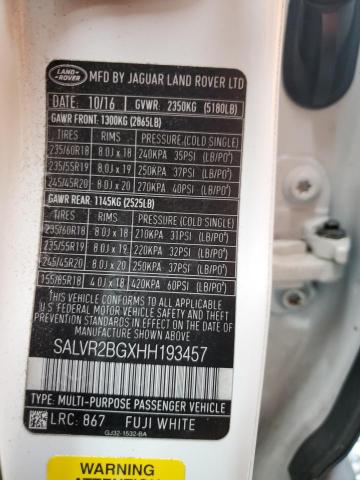 LAND-ROVER
MFD BY JAGUAR LAND ROVER LTD
DATE: 10/16 GVWR: 2350KG (5180LB)
GAWR FRONT: 1300KG (2865LB)
TIRES RIMS PRESSURE (COLD SINGLE)
235/60R18 8.0J x 18 240KPA 35PSI (LB/PO²)
235/55R19 8.0J x 19 250KPA 37PSI (LB/PO²)
245/45R20 8.0J x 20 270KPA 40PSI (LB/PO²)
GAWR REAR: 1145KG (2525LB)
TIRES RIMS PRESSURE (COLD SINGLE)
235/60R18 8.0J x 18 210KPA 31PSI (LB/PO²)
235/55R19 8.0J x 19 220KPA 32PSI (LB/PO²)
245/45R20 8.0J x 20 250KPA 37PSI (LB/PO²)
155/85R18 4.0J x 18 420KPA 60PSI (LB/PO²)
THIS VEHICLE CONFORMS TO ALL APPLICABLE
U.S FEDERAL MOTOR VEHICLE SAFETY, BUMPER,
AND THEFT PREVENTION STANDARDS
IN EFFECT ON THE DATE OF
MANUFACTURE SHOWN ABOVE
SALVR2BGXHH193457
TYPE: MULTI-PURPOSE PASSENGER VEHICLE
LRC: 867 FUJI WHITE
GJ32-1532-BA
WARNING